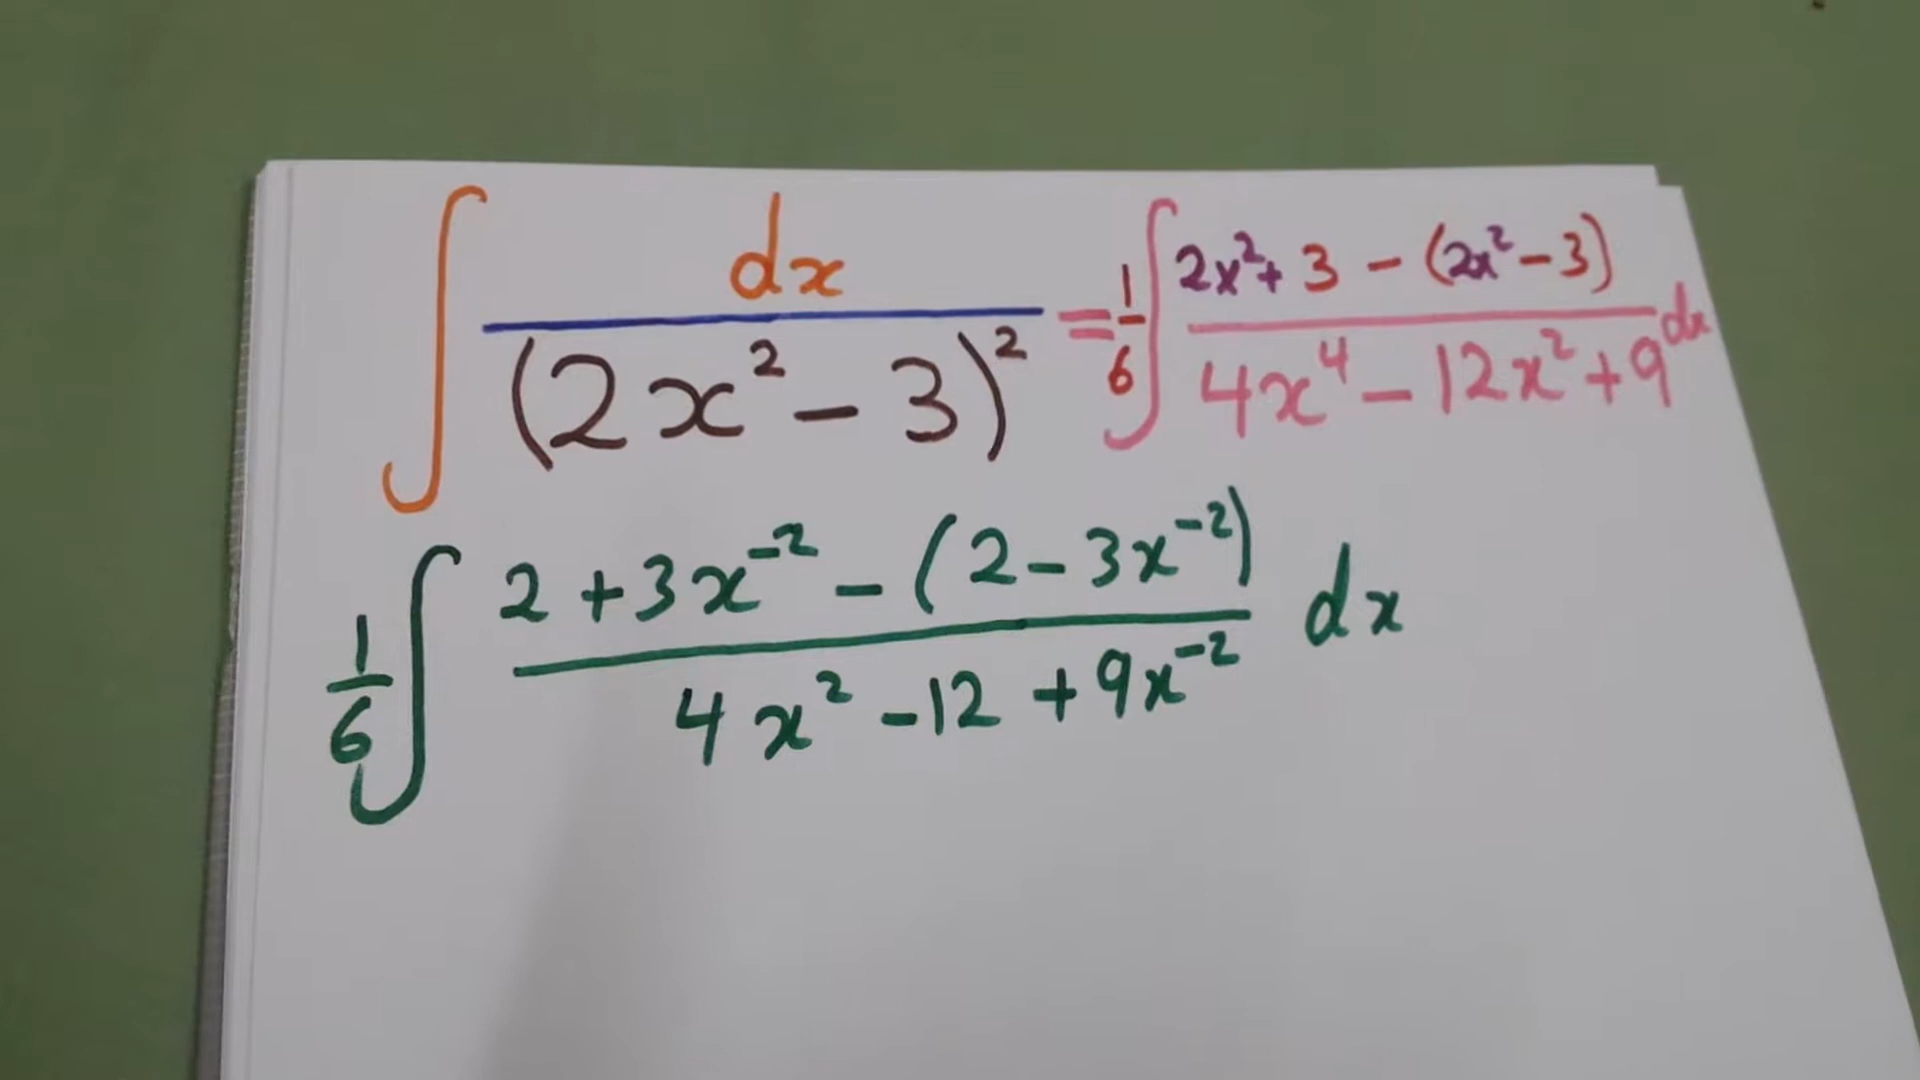 ∫ dx / (2x² - 3)² = 1/6 ∫ (2x² + 3 - (2x² - 3)) / (4x⁴ - 12x² + 9) dx
1/6 ∫ (2 + 3x⁻² - (2 - 3x⁻²)) / (4x² - 12 + 9x⁻²) dx